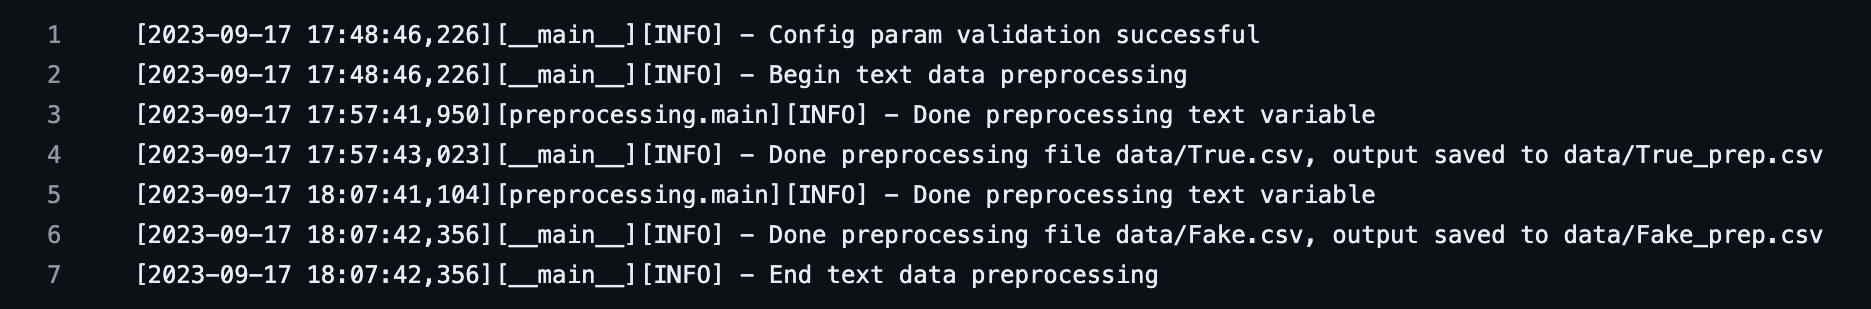 1 [2023-09-17 17:48:46,226][__main__][INFO] - Config param validation successful
2 [2023-09-17 17:48:46,226][__main__][INFO] - Begin text data preprocessing
3 [2023-09-17 17:57:41,950][preprocessing.main][INFO] - Done preprocessing text variable
4 [2023-09-17 17:57:43,023][__main__][INFO] - Done preprocessing file data/True.csv, output saved to data/True_prep.csv
5 [2023-09-17 18:07:41,104][preprocessing.main][INFO] - Done preprocessing text variable
6 [2023-09-17 18:07:42,356][__main__][INFO] - Done preprocessing file data/Fake.csv, output saved to data/Fake_prep.csv
7 [2023-09-17 18:07:42,356][__main__][INFO] - End text data preprocessing